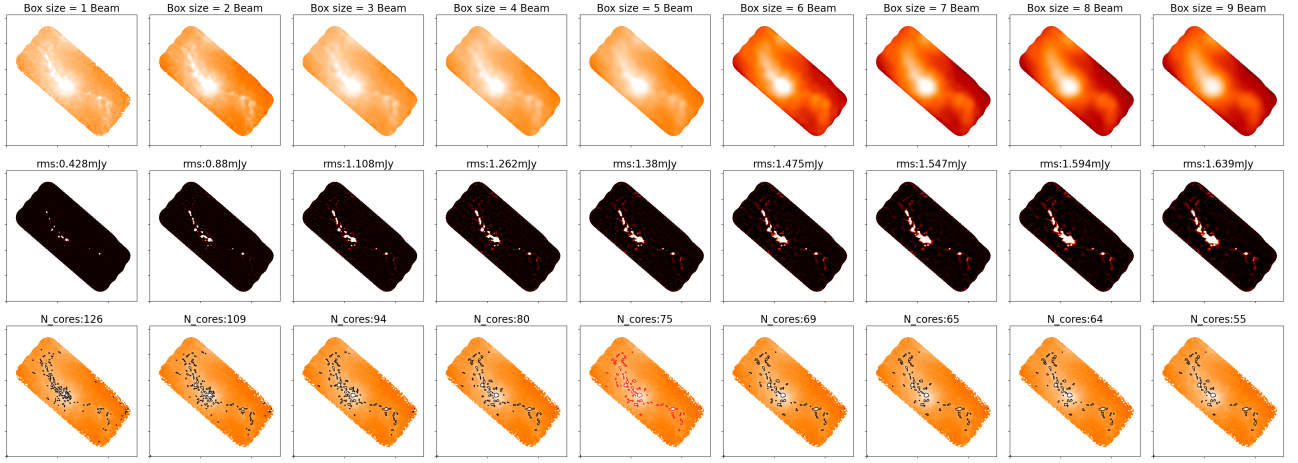 Box size = 1 Beam Box size = 2 Beam Box size = 3 Beam Box size = 4 Beam Box size = 5 Beam Box size = 6 Beam Box size = 7 Beam Box size = 8 Beam Box size = 9 Beam
rms:0.428mJy rms:0.88mJy rms:1.108mJy rms:1.262mJy rms:1.38mJy rms:1.475mJy rms:1.547mJy rms:1.594mJy rms:1.639mJy
N_cores:126 N_cores:109 N_cores:94 N_cores:80 N_cores:75 N_cores:69 N_cores:65 N_cores:64 N_cores:55